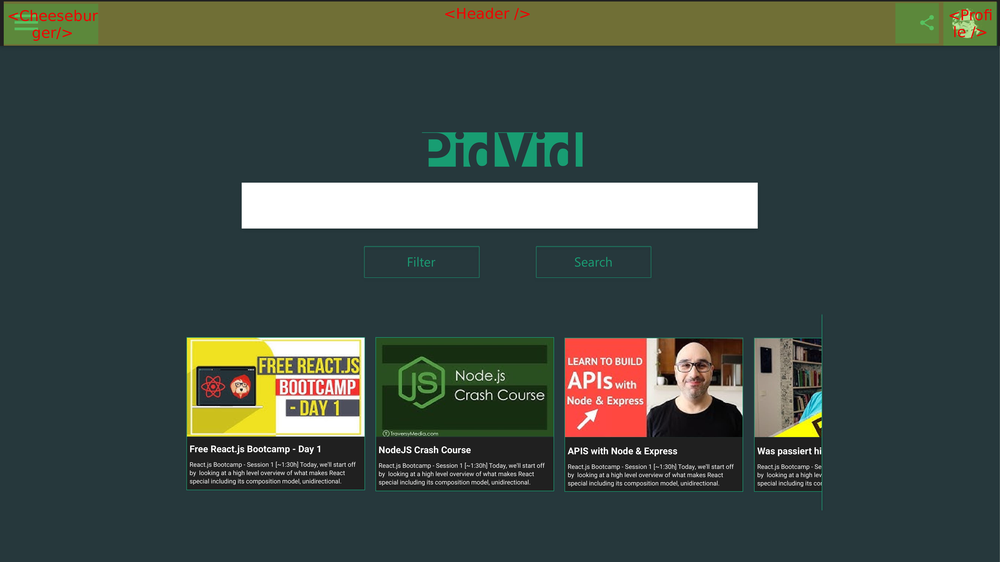 <Cheesebur
ger/>
<Header />
<Profi
le />
PidVid
Filter
Search
FREE REACT.JS
BOOTCAMP
- DAY 1
Free React.js Bootcamp - Day 1
React.js Bootcamp - Session 1 [~1:30h] Today, we'll start off
by  looking at a high level overview of what makes React
special including its composition model, unidirectional.
JS
Node.js
Crash Course
TraversyMedia.com
NodeJS Crash Course
React.js Bootcamp - Session 1 [~1:30h] Today, we'll start off
by  looking at a high level overview of what makes React
special including its composition model, unidirectional.
LEARN TO BUILD
APIs with
Node & Express
APIS with Node & Express
React.js Bootcamp - Session 1 [~1:30h] Today, we'll start off
by  looking at a high level overview of what makes React
special including its composition model, unidirectional.
Was passiert hi
React.js Bootcamp - Se
by  looking at a high lev
special including its co